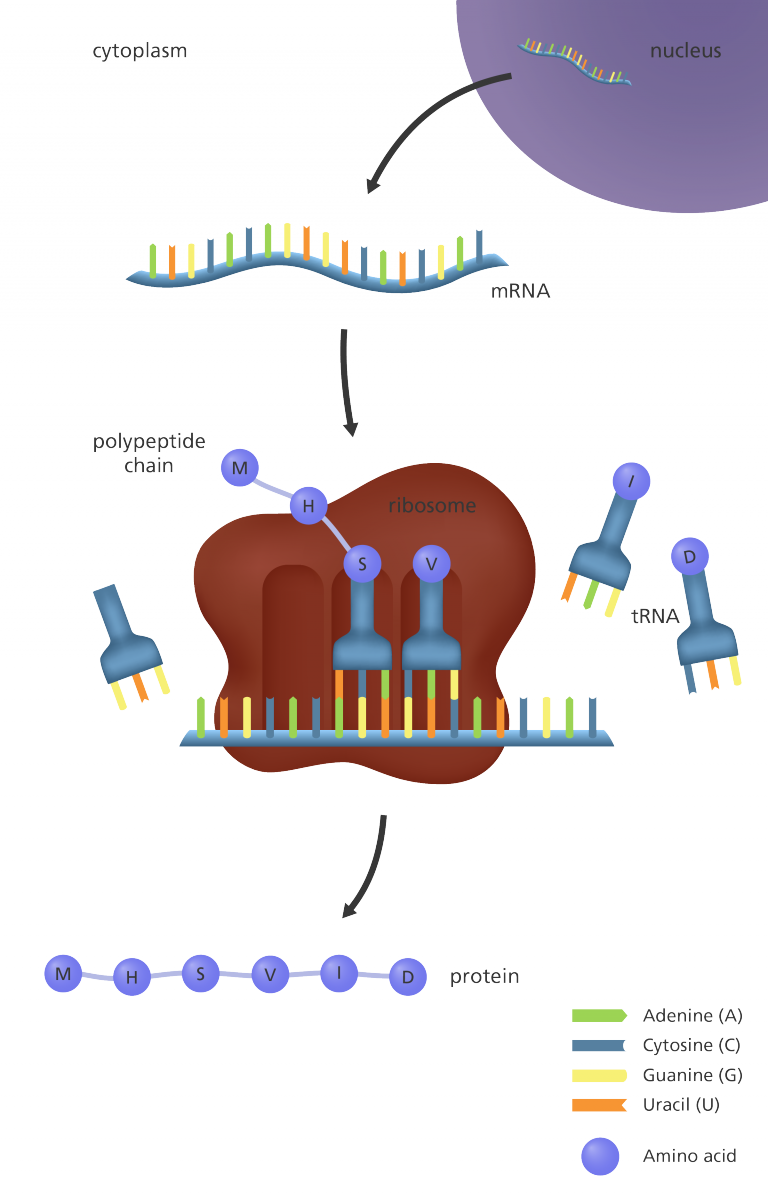 cytoplasm
nucleus
mRNA
polypeptide
chain
M
H
ribosome
S
V
I
D
tRNA
M
H
S
V
I
D
protein
Adenine (A)
Cytosine (C)
Guanine (G)
Uracil (U)
Amino acid